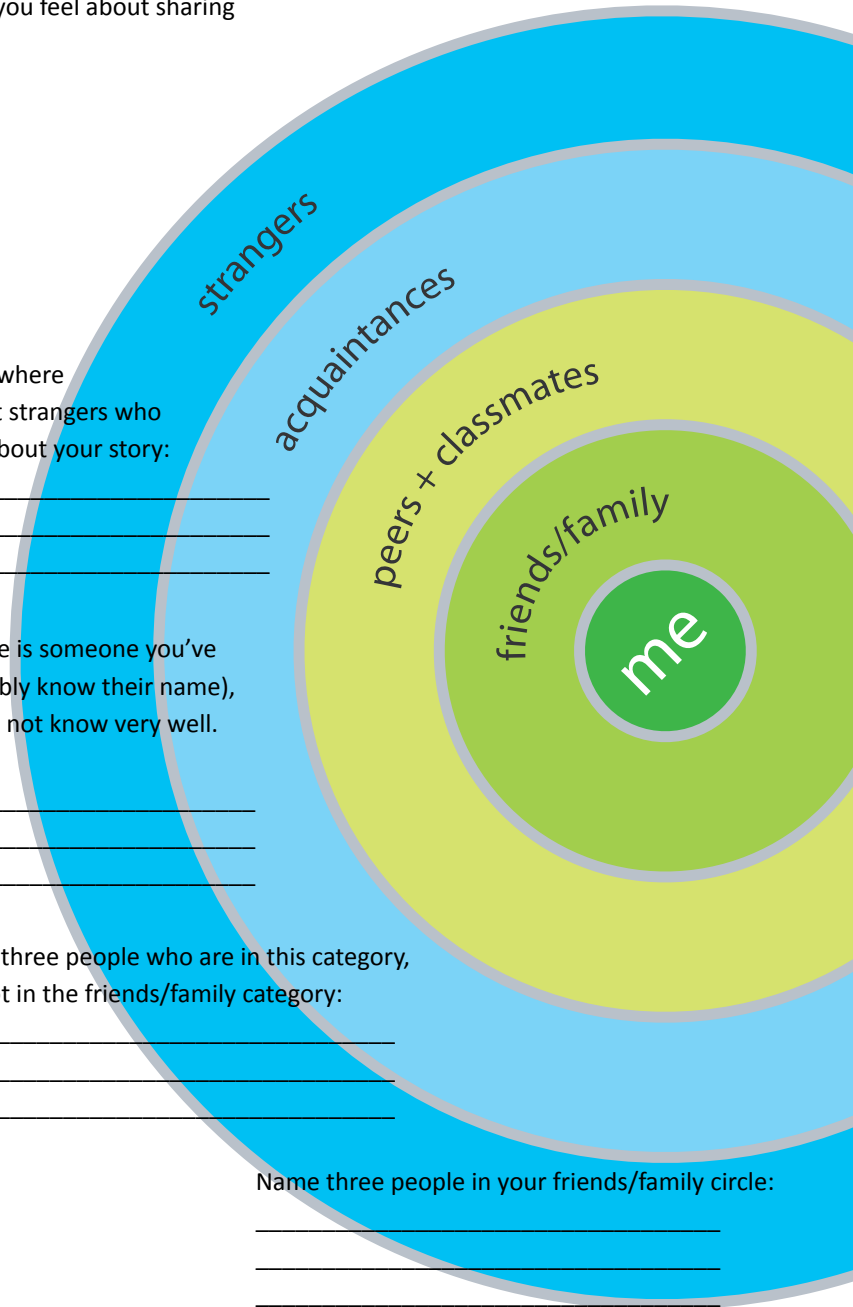 you feel about sharing
strangers
acquaintances
peers + classmates
friends/family
me
where
t strangers who
bout your story:
e is someone you’ve
bly know their name),
not know very well.
three people who are in this category,
t in the friends/family category:
Name three people in your friends/family circle: